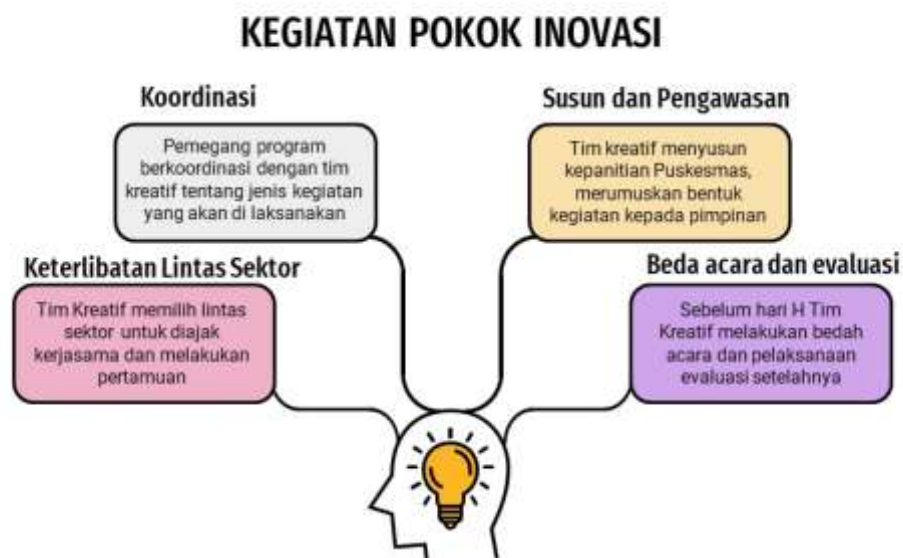 KEGIATAN POKOK INOVASI
Koordinasi
Pemegang program
berkoordinasi dengan tim
kreatif tentang jenis kegiatan
yang akan di laksanakan
Susun dan Pengawasan
Tim kreatif menyusun
kepanitian Puskesmas,
merumuskan bentuk
kegiatan kepada pimpinan
Keterlibatan Lintas Sektor
Tim Kreatif memilih lintas
sektor untuk diajak
kerjasama dan melakukan
pertamuan
Beda acara dan evaluasi
Sebelum hari H Tim
Kreatif melakukan bedah
acara dan pelaksanaan
evaluasi setelahnya